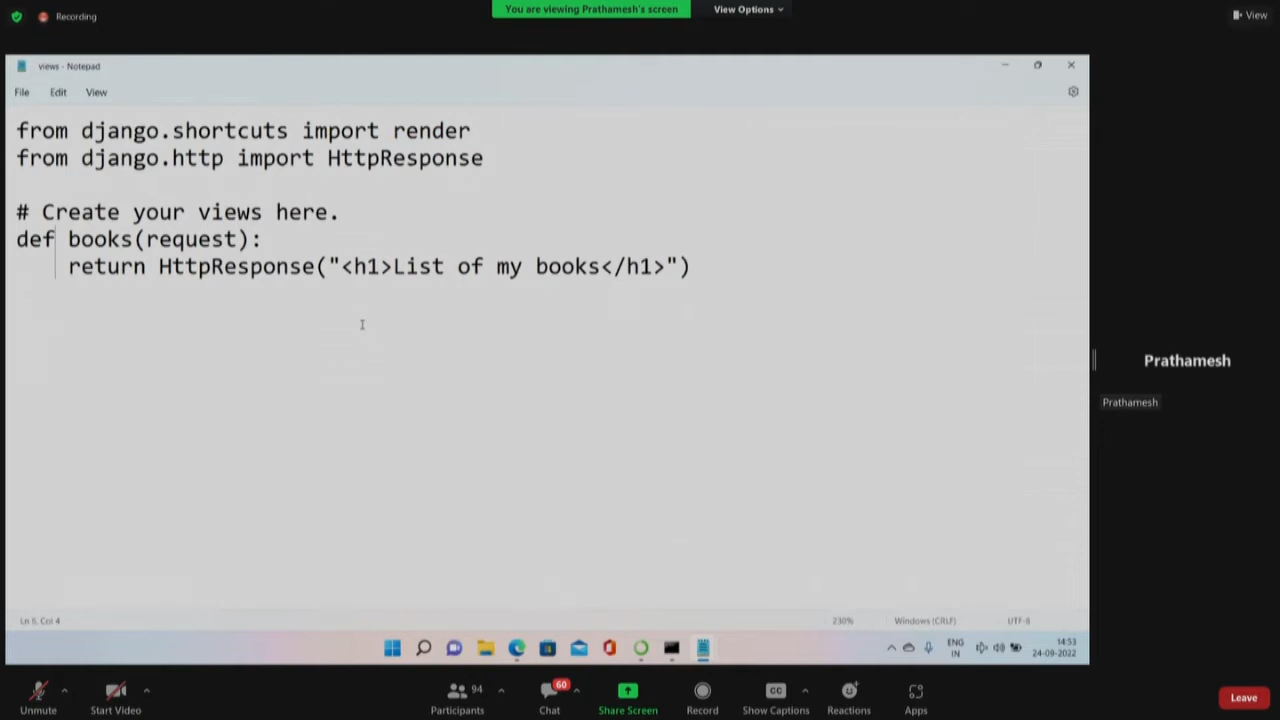 Recording
You are viewing Prathamesh's screen
View Options
View
views - Notepad
File Edit View
from django.shortcuts import render
from django.http import HttpResponse
# Create your views here.
def books(request):
return HttpResponse("<h1>List of my books</h1>")
Prathamesh
Prathamesh
Ln 5, Col 4
230%
Windows (CRLF)
UTF-8
ENG
IN
14:53
24-09-2022
Unmute
Start Video
94
Participants
60
Chat
Share Screen
Record
CC
Show Captions
Reactions
Apps
Leave